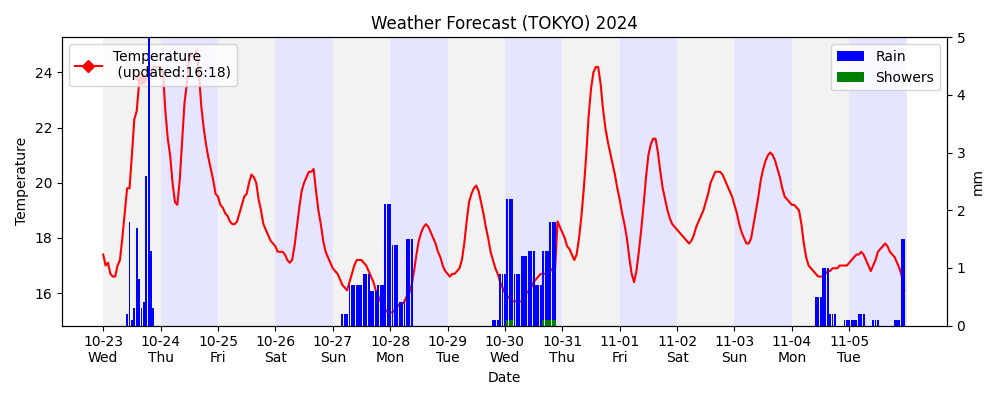 Weather Forecast (TOKYO) 2024
Temperature
(updated:16:18)
Rain
Showers
Temperature
24
22
20
18
16
5
4
3
2
1
0
mm
10-23 10-24 10-25 10-26 10-27 10-28 10-29 10-30 10-31 11-01 11-02 11-03 11-04 11-05
Wed Thu Fri Sat Sun Mon Tue Wed Thu Fri Sat Sun Mon Tue
Date